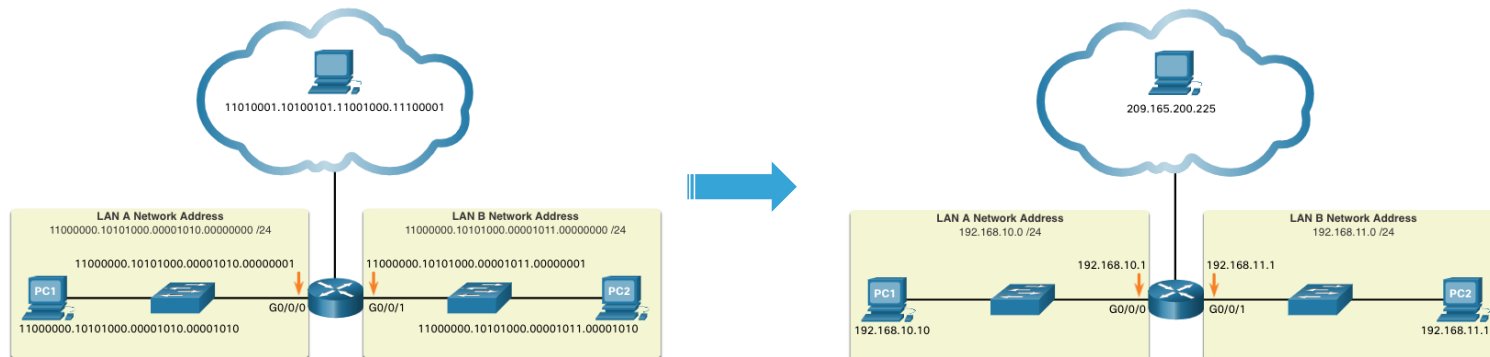 11010001.10100101.11001000.11100001
LAN A Network Address
11000000.10101000.00001010.00000000 /24
LAN B Network Address
11000000.10101000.00001011.00000000 /24
11000000.10101000.00001010.00000001
11000000.10101000.00001011.00000001
PC1
G0/0/0
G0/0/1
PC2
11000000.10101000.00001010.00001010
11000000.10101000.00001011.00001010
209.165.200.225
LAN A Network Address
192.168.10.0 /24
LAN B Network Address
192.168.11.0 /24
192.168.10.1
192.168.11.1
PC1
G0/0/0
G0/0/1
PC2
192.168.10.10
192.168.11.1